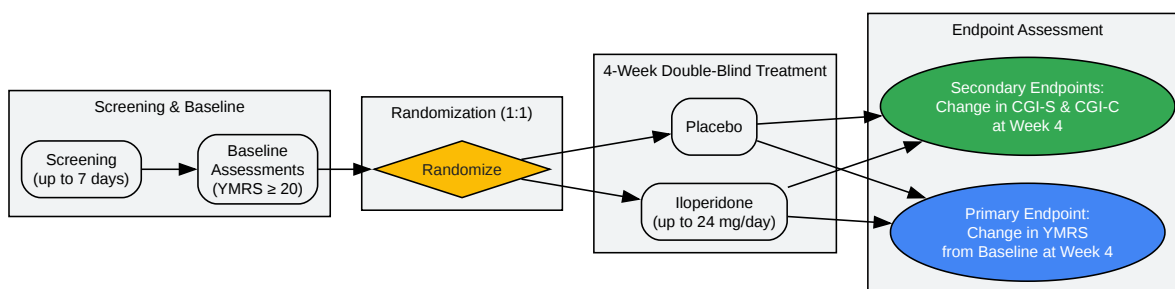 Screening & Baseline
Screening
(up to 7 days)
Baseline
Assessments
(YMRS ≥ 20)
Randomization (1:1)
Randomize
4-Week Double-Blind Treatment
Placebo
Iloperidone
(up to 24 mg/day)
Endpoint Assessment
Secondary Endpoints:
Change in CGI-S & CGI-C
at Week 4
Primary Endpoint:
Change in YMRS
from Baseline at Week 4